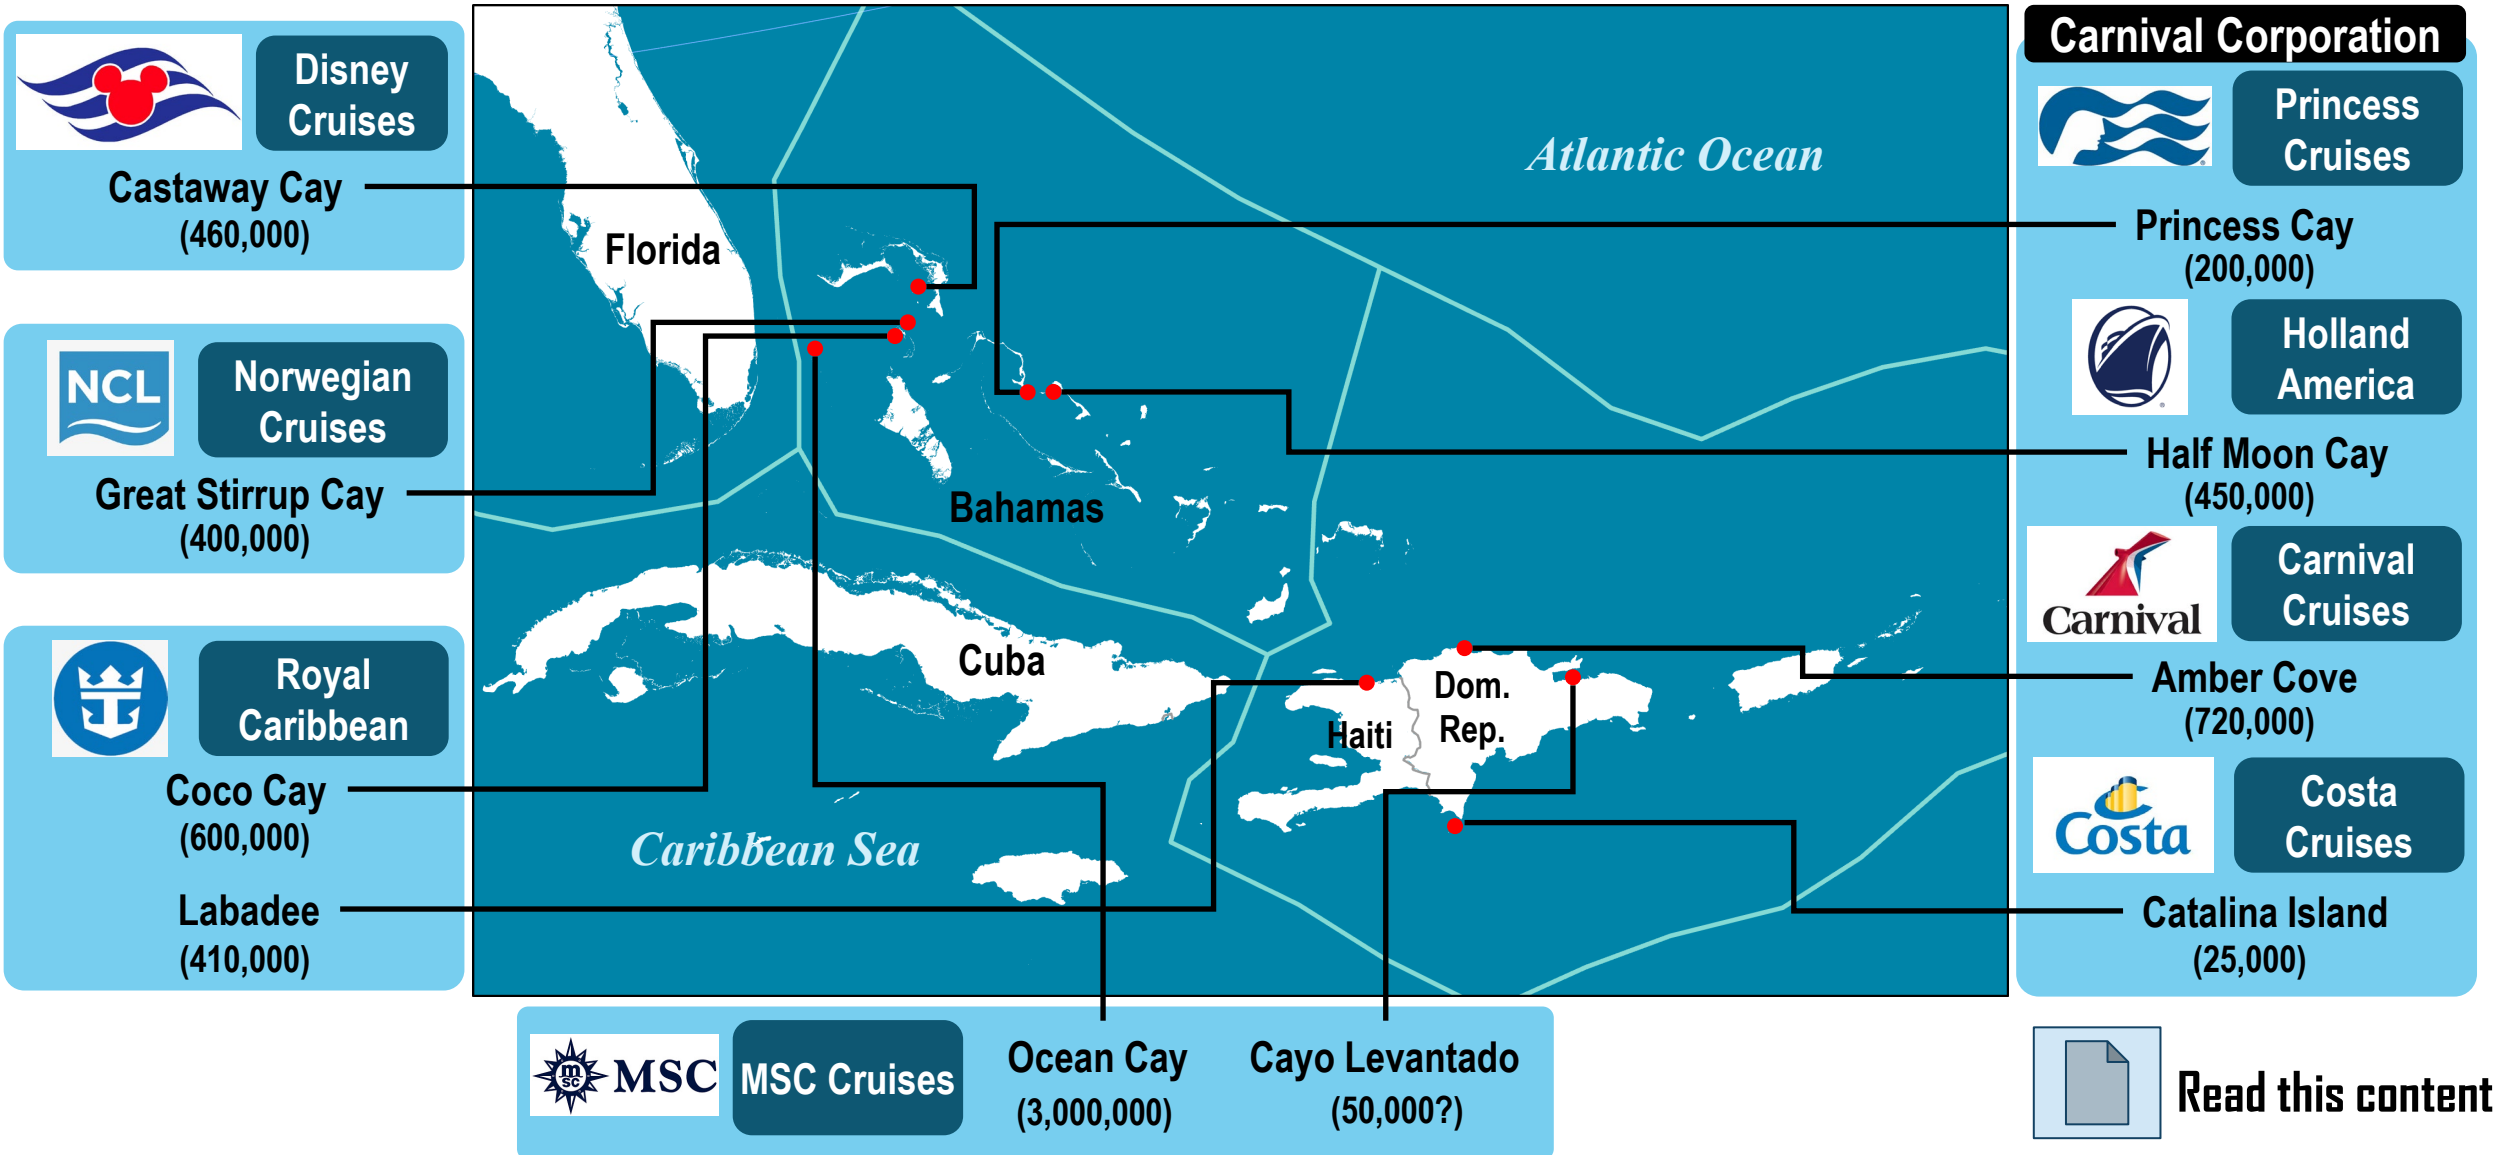 Disney
Cruises
Castaway Cay
(460,000)
NCL
Norwegian
Cruises
Great Stirrup Cay
(400,000)
Royal
Caribbean
Coco Cay
(600,000)
Labadee
(410,000)
Florida
Atlantic Ocean
Bahamas
Cuba
Haiti
Dom.
Rep.
Caribbean Sea
m
sc
MSC
MSC Cruises
Ocean Cay
(3,000,000)
Cayo Levantado
(50,000?)
Carnival Corporation
Princess
Cruises
Princess Cay
(200,000)
Holland
America
Half Moon Cay
(450,000)
Carnival
Carnival
Cruises
Amber Cove
(720,000)
Costa
Costa
Cruises
Catalina Island
(25,000)
Read this content